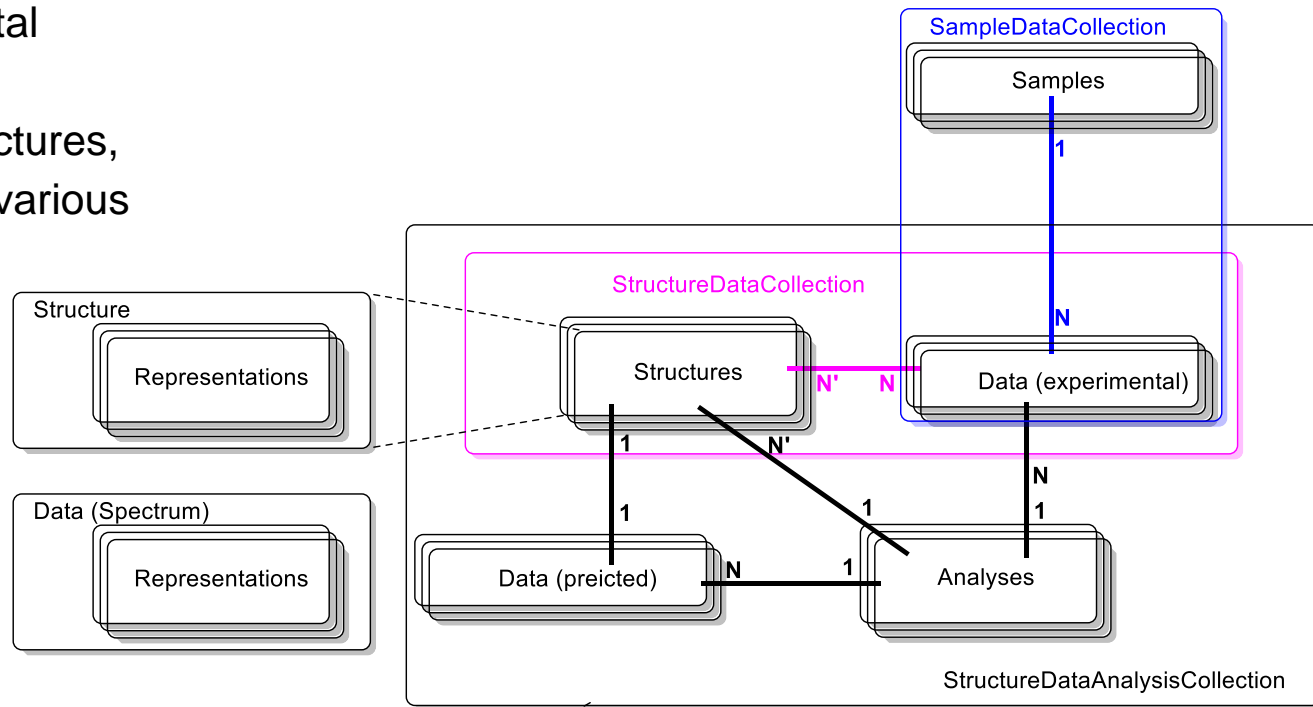 tal
ctures,
various
SampleDataCollection
Samples
1
N
StructureDataCollection
Structures
N'
N
Data (experimental)
Structure
Representations
Data (Spectrum)
Representations
1
1
N'
1
N
1
Data (preicted)
N
1
Analyses
StructureDataAnalysisCollection